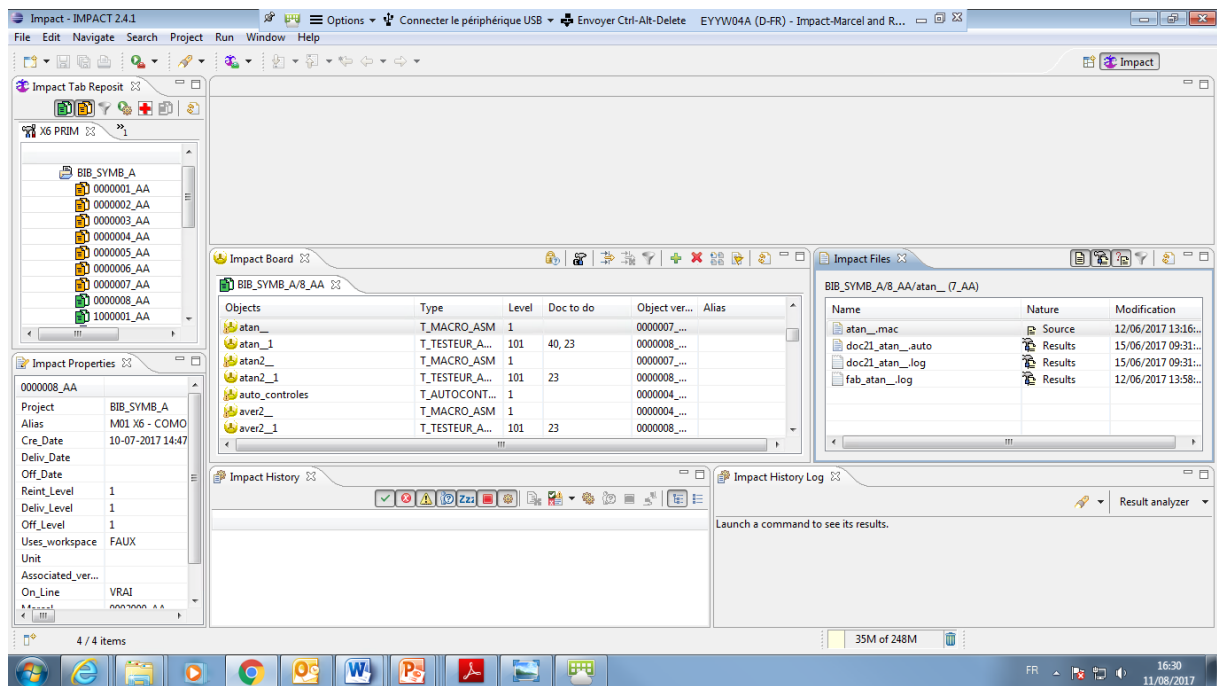 Impact - IMPACT 2.4.1
Options Connecter le périphérique USB Envoyer Ctrl-Alt-Delete EYYW04A (D-FR) - Impact-Marcel and R...
File Edit Navigate Search Project Run Window Help
Impact
Impact Tab Reposit
X6 PRIM »1
BIB_SYMB_A
0000001_AA
0000002_AA
0000003_AA
0000004_AA
0000005_AA
0000006_AA
0000007_AA
0000008_AA
1000001_AA
Impact Board
BIB_SYMB_A/8_AA
Objects Type Level Doc to do Object ver... Alias
atan__ T_MACRO_ASM 1 0000007_...
atan__1 T_TESTEUR_A... 101 40, 23 0000008_...
atan2__ T_MACRO_ASM 1 0000007_...
atan2__1 T_TESTEUR_A... 101 23 0000008_...
auto_controles T_AUTOCONT... 1 0000004_...
aver2__ T_MACRO_ASM 1 0000004_...
aver2__1 T_TESTEUR_A... 101 23 0000008_...
Impact Files
BIB_SYMB_A/8_AA/atan__ (7_AA)
Name Nature Modification
atan__.mac Source 12/06/2017 13:16:...
doc21_atan__.auto Results 15/06/2017 09:31:...
doc21_atan__.log Results 15/06/2017 09:31:...
fab_atan__.log Results 12/06/2017 13:58:...
Impact Properties
0000008_AA
Project BIB_SYMB_A
Alias M01 X6 - COMO
Cre_Date 10-07-2017 14:47
Deliv_Date
Off_Date
Reint_Level 1
Deliv_Level 1
Off_Level 1
Uses_workspace FAUX
Unit
Associated_ver...
On_Line VRAI
Impact History
Zzz
Impact History Log
Result analyzer
Launch a command to see its results.
4 / 4 items
35M of 248M
FR
16:30
11/08/2017